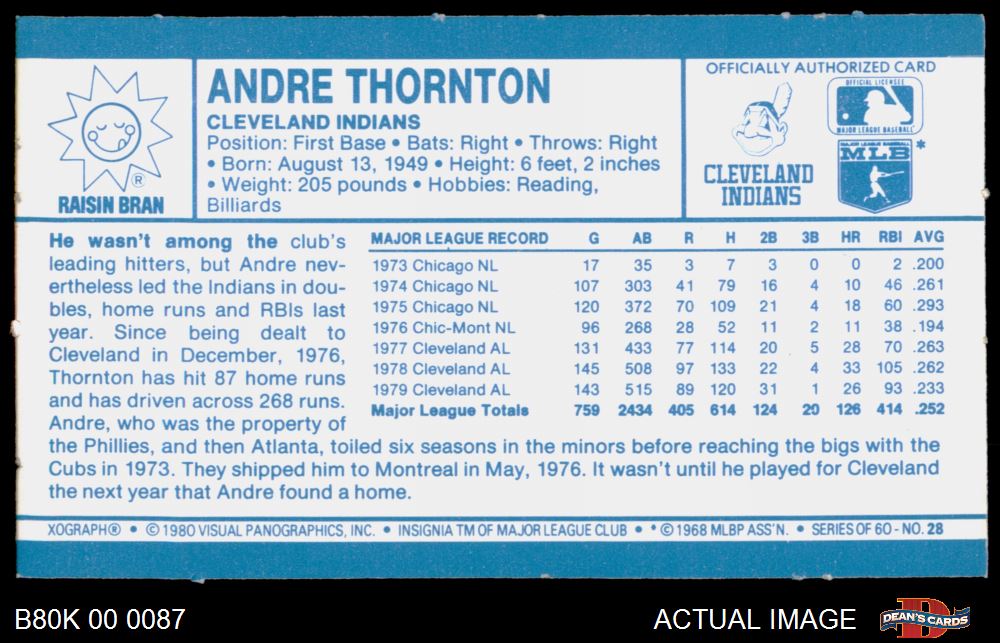 RAISIN BRAN
®
ANDRE THORNTON
CLEVELAND INDIANS
Position: First Base • Bats: Right • Throws: Right
• Born: August 13, 1949 • Height: 6 feet, 2 inches
• Weight: 205 pounds • Hobbies: Reading,
Billiards
OFFICIALLY AUTHORIZED CARD
CLEVELAND
INDIANS
OFFICIAL LICENSEE
MAJOR LEAGUE BASEBALL
MAJOR LEAGUE BASEBALL
MLB *
He wasn't among the club's
leading hitters, but Andre nev-
ertheless led the Indians in dou-
bles, home runs and RBIs last
year. Since being dealt to
Cleveland in December, 1976,
Thornton has hit 87 home runs
and has driven across 268 runs.
Andre, who was the property of
the Phillies, and then Atlanta, toiled six seasons in the minors before reaching the bigs with the
Cubs in 1973. They shipped him to Montreal in May, 1976. It wasn't until he played for Cleveland
the next year that Andre found a home.
MAJOR LEAGUE RECORD G AB R H 2B 3B HR RBI AVG
1973 Chicago NL 17 35 3 7 3 0 0 2 .200
1974 Chicago NL 107 303 41 79 16 4 10 46 .261
1975 Chicago NL 120 372 70 109 21 4 18 60 .293
1976 Chic-Mont NL 96 268 28 52 11 2 11 38 .194
1977 Cleveland AL 131 433 77 114 20 5 28 70 .263
1978 Cleveland AL 145 508 97 133 22 4 33 105 .262
1979 Cleveland AL 143 515 89 120 31 1 26 93 .233
Major League Totals 759 2434 405 614 124 20 126 414 .252
XOGRAPH® • © 1980 VISUAL PANOGRAPHICS, INC. • INSIGNIA TM OF MAJOR LEAGUE CLUB • * © 1968 MLBP ASS'N. • SERIES OF 60 - NO. 28
B80K 00 0087
ACTUAL IMAGE
DEAN'S CARDS